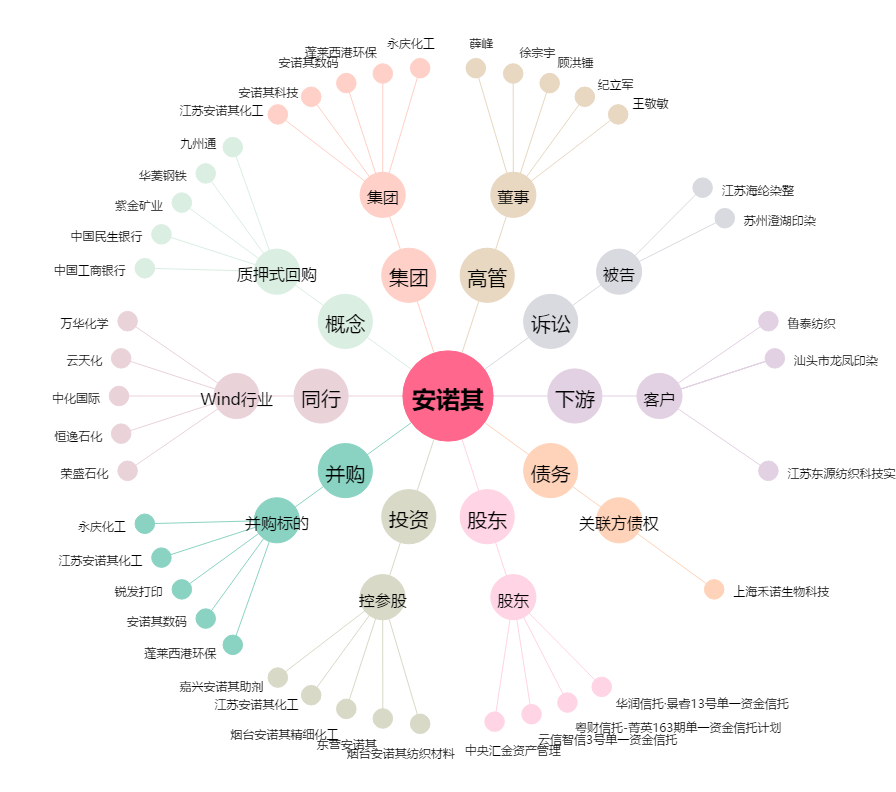 永庆化工
蓬莱西港环保
安诺其数码
安诺其科技
江苏安诺其化工
集团
集团
薛峰
徐宗宇
顾洪锤
纪立军
王敬敏
董事
高管
江苏海纶染整
苏州澄湖印染
被告
诉讼
鲁泰纺织
汕头市龙凤印染
江苏东源纺织科技实
客户
下游
上海禾诺生物科技
关联方债权
债务
华润信托·景睿13号单一资金信托
粤财信托-菁英163期单一资金信托计划
云信智信3号单一资金信托
中央汇金资产管理
股东
股东
烟台安诺其纺织材料
东营安诺其
烟台安诺其精细化工
江苏安诺其化工
嘉兴安诺其助剂
控参股
投资
蓬莱西港环保
安诺其数码
锐发打印
江苏安诺其化工
永庆化工
并购标的
并购
荣盛石化
恒逸石化
中化国际
云天化
万华化学
Wind行业
同行
中国工商银行
中国民生银行
紫金矿业
华菱钢铁
九州通
质押式回购
概念
安诺其